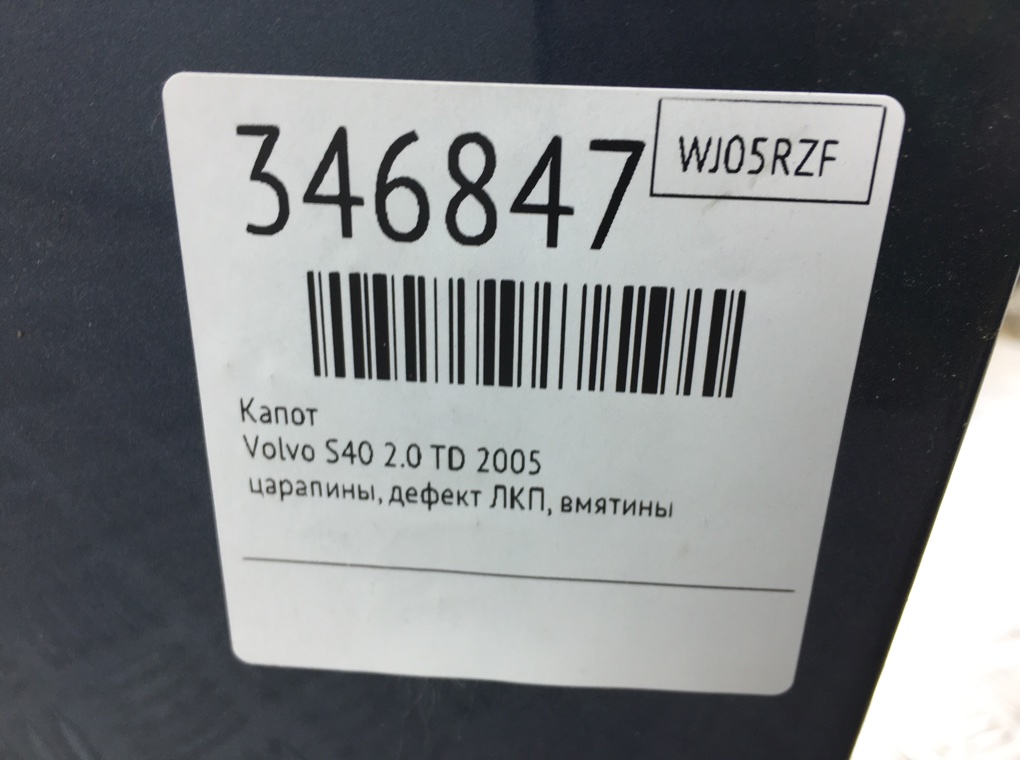 346847
WJ05RZF
Капот
Volvo S40 2.0 TD 2005
царапины, дефект ЛКП, вмятины